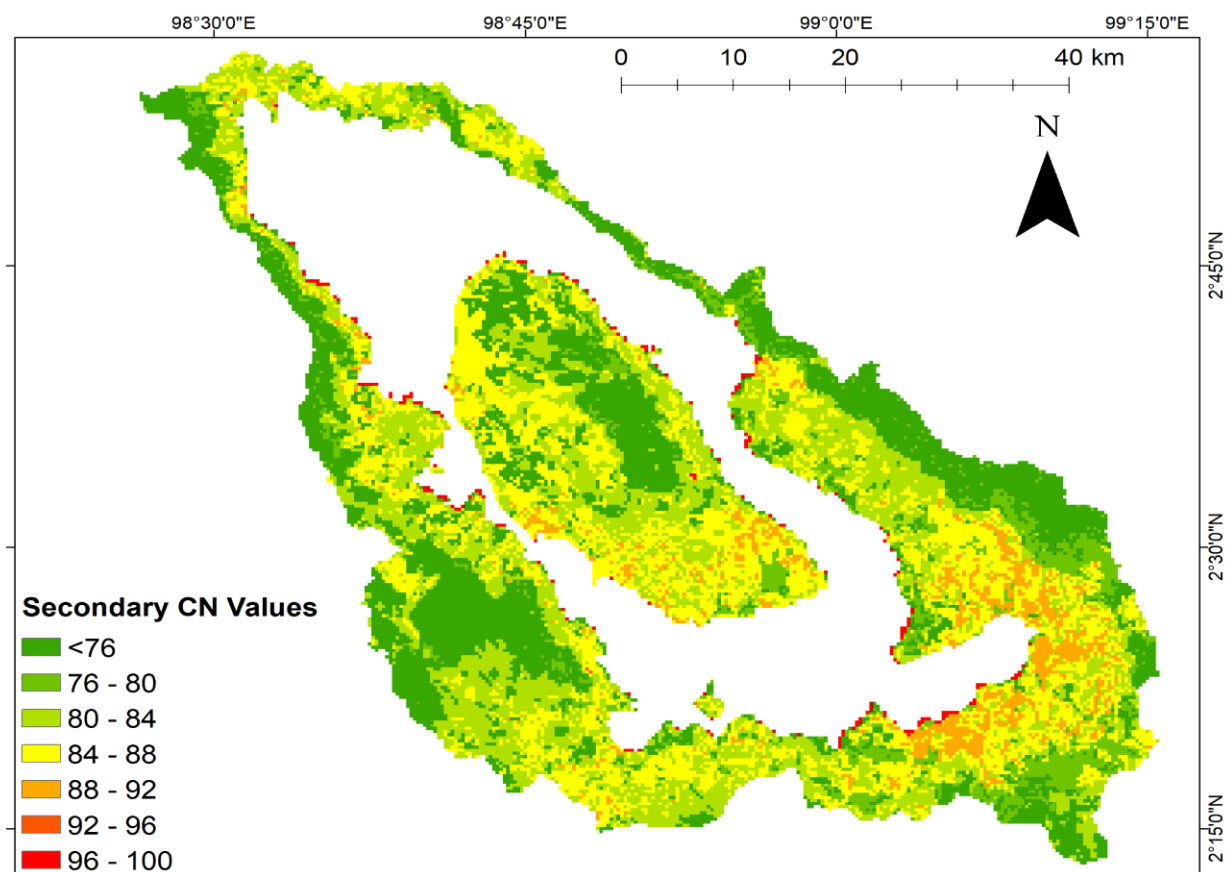 98°30'0"E 98°45'0"E 99°0'0"E 99°15'0"E
0 10 20 40 km
N
2°45'0"N
2°30'0"N
2°15'0"N
Secondary CN Values
<76
76 - 80
80 - 84
84 - 88
88 - 92
92 - 96
96 - 100